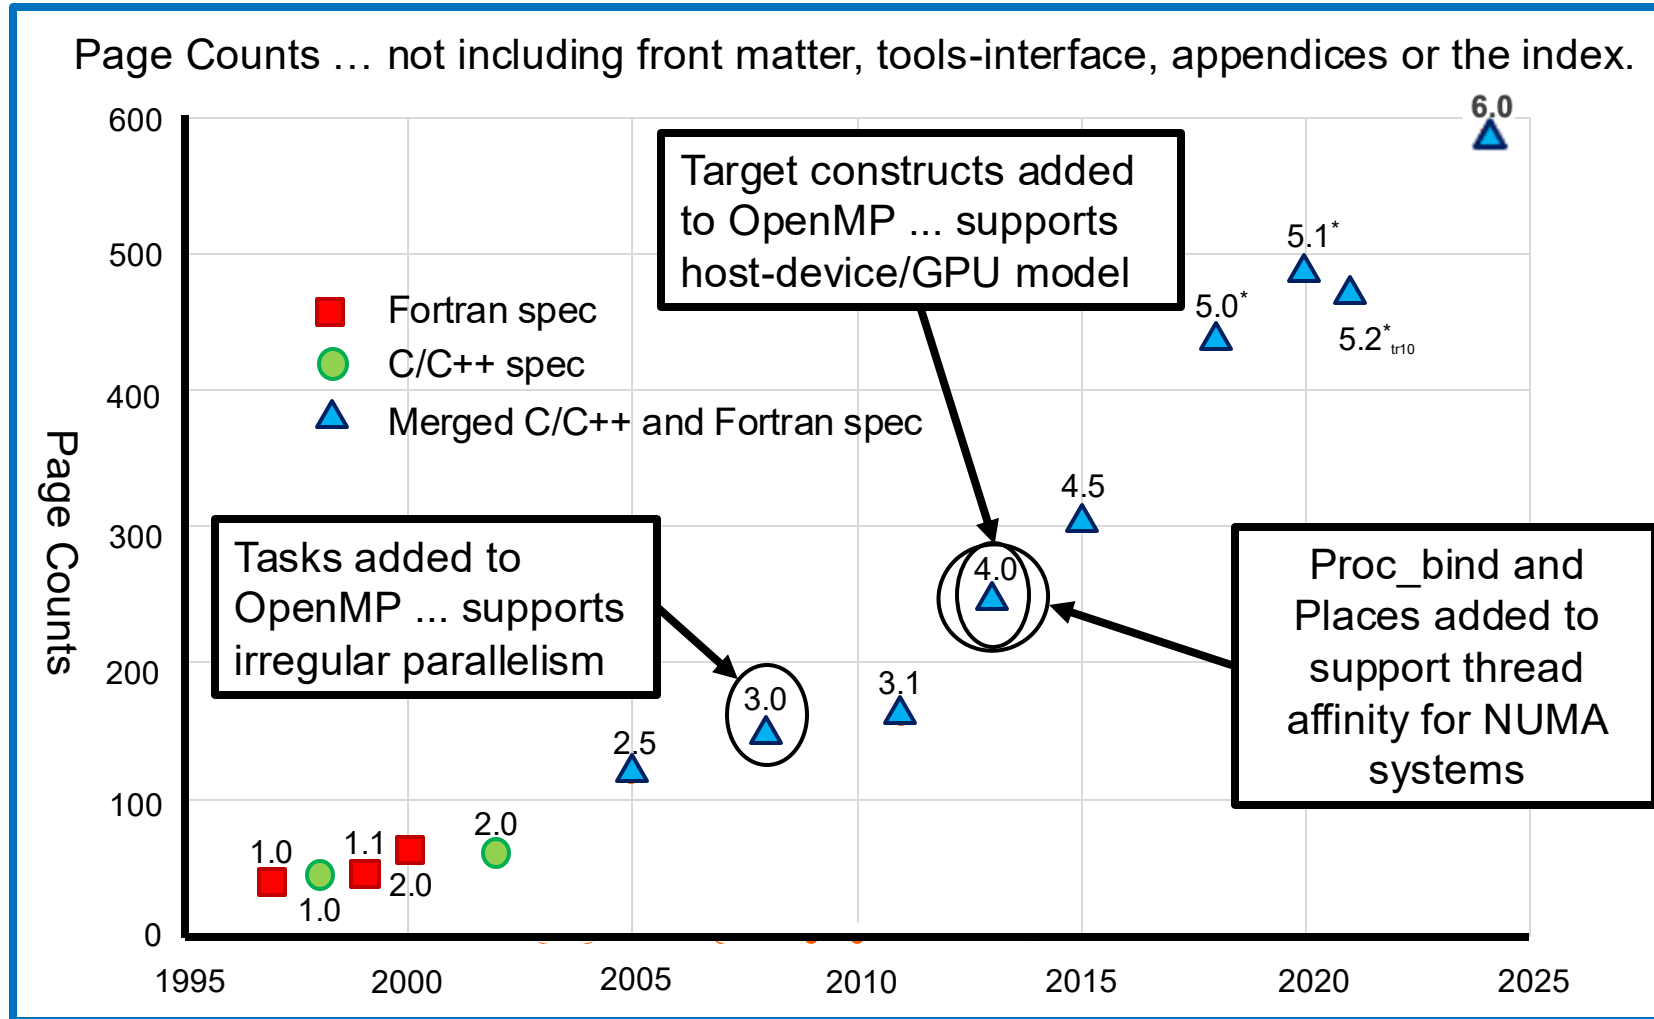 Page Counts … not including front matter, tools-interface, appendices or the index.
600
500
400
300
200
100
0
Page Counts
1995
2000
2005
2010
2015
2020
2025
Fortran spec
C/C++ spec
Merged C/C++ and Fortran spec
Target constructs added
to OpenMP ... supports
host-device/GPU model
Tasks added to
OpenMP ... supports
irregular parallelism
Proc_bind and
Places added to
support thread
affinity for NUMA
systems
1.0
1.0
1.1
2.0
2.0
2.5
3.0
3.1
4.0
4.5
5.0*
5.1*
5.2* tr10
6.0